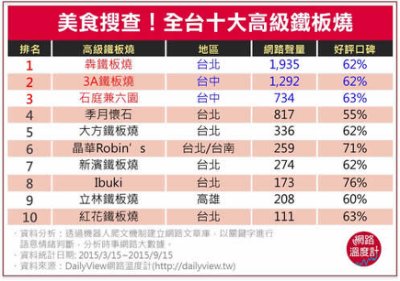 美食搜查！全台十大高級鐵板燒
排名 高級鐵板燒 地區 網路聲量 好評口碑
1 犇鐵板燒 台北 1,935 62%
2 3A鐵板燒 台中 1,292 62%
3 石庭兼六園 台中 734 63%
4 季月懷石 台北 817 55%
5 大方鐵板燒 台北 336 62%
6 晶華Robin’s 台北/台南 259 71%
7 新濱鐵板燒 台北 274 62%
8 Ibuki 台北 173 76%
9 立林鐵板燒 高雄 208 60%
10 紅花鐵板燒 台北 111 63%
．資料分析：透過機器人爬文機制建立網路文章庫，以關鍵字進行
語意情緒判斷，分析時事網路大數據。
．資料統計日期: 2015/3/15~2015/9/15
．資料來源：DailyView網路溫度計(http://dailyview.tw)
網路
溫度計